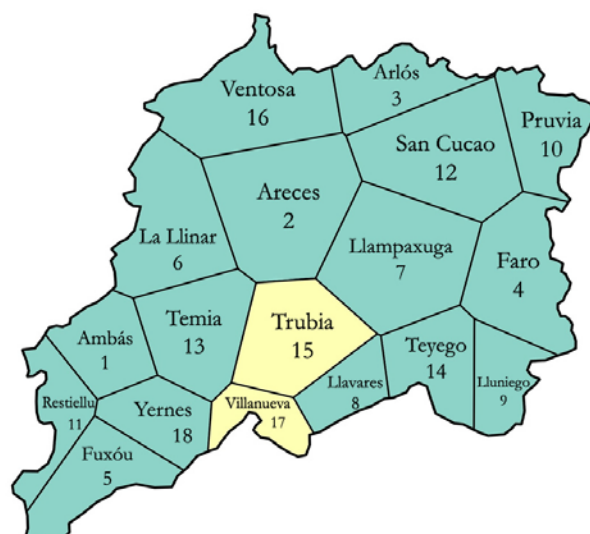 Arlós
3
Ventosa
16
Pruvia
10
San Cucao
12
Areces
2
La Llinar
6
Llampaxuga
7
Faro
4
Temia
13
Trubia
15
Ambás
1
Teyego
14
Llavares
8
Lluniego
9
Restiellu
11
Yernes
18
Villanueva
17
Fuxóu
5